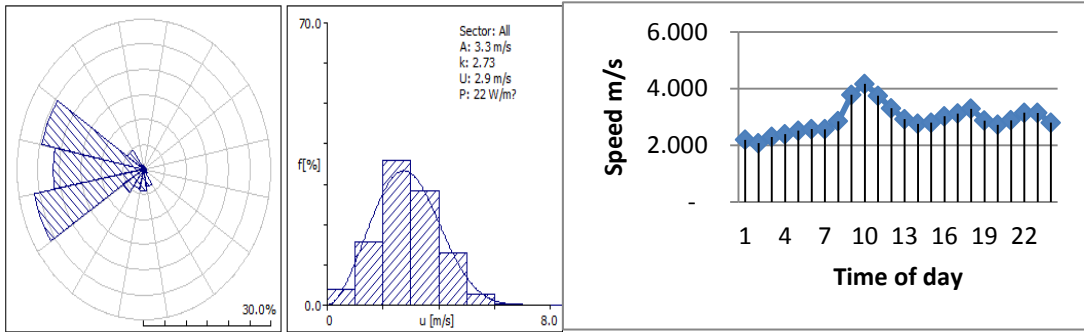 30.0%
70.0
Sector: All
A: 3.3 m/s
k: 2.73
U: 2.9 m/s
P: 22 W/m?
f[%]
0.0
0 u [m/s] 8.0
Speed m/s
6.000
4.000
2.000
-
1 4 7 10 13 16 19 22
Time of day